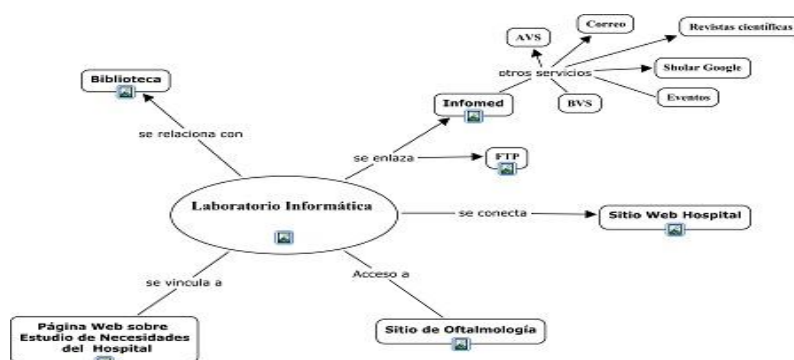 AVS
Correo
Revistas científicas
otros servicios
Sholar Google
Biblioteca
Infomed
BVS
Eventos
se relaciona con
se enlaza
FTP
Laboratorio Informática
se conecta
Sitio Web Hospital
se vincula a
Acceso a
Página Web sobre
Estudio de Necesidades
del Hospital
Sitio de Oftalmología